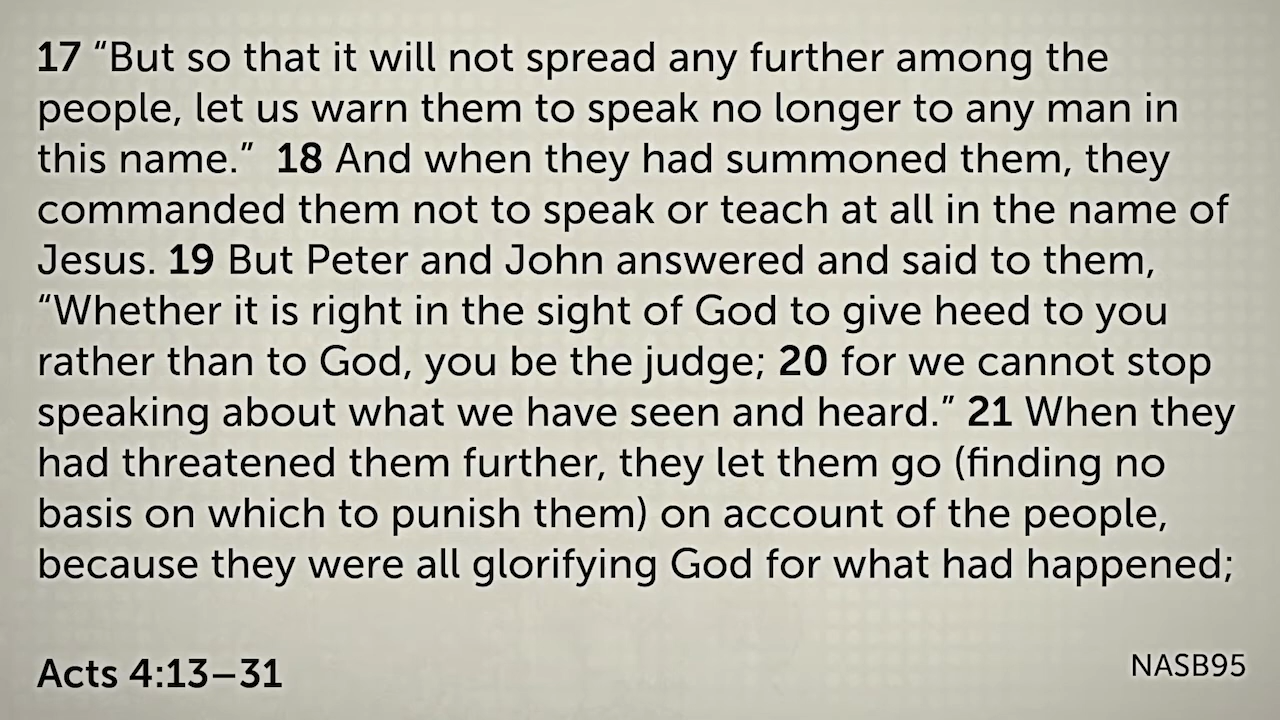 17 “But so that it will not spread any further among the
people, let us warn them to speak no longer to any man in
this name.”  18 And when they had summoned them, they
commanded them not to speak or teach at all in the name of
Jesus. 19 But Peter and John answered and said to them,
“Whether it is right in the sight of God to give heed to you
rather than to God, you be the judge; 20 for we cannot stop
speaking about what we have seen and heard.” 21 When they
had threatened them further, they let them go (finding no
basis on which to punish them) on account of the people,
because they were all glorifying God for what had happened;
Acts 4:13–31
NASB95